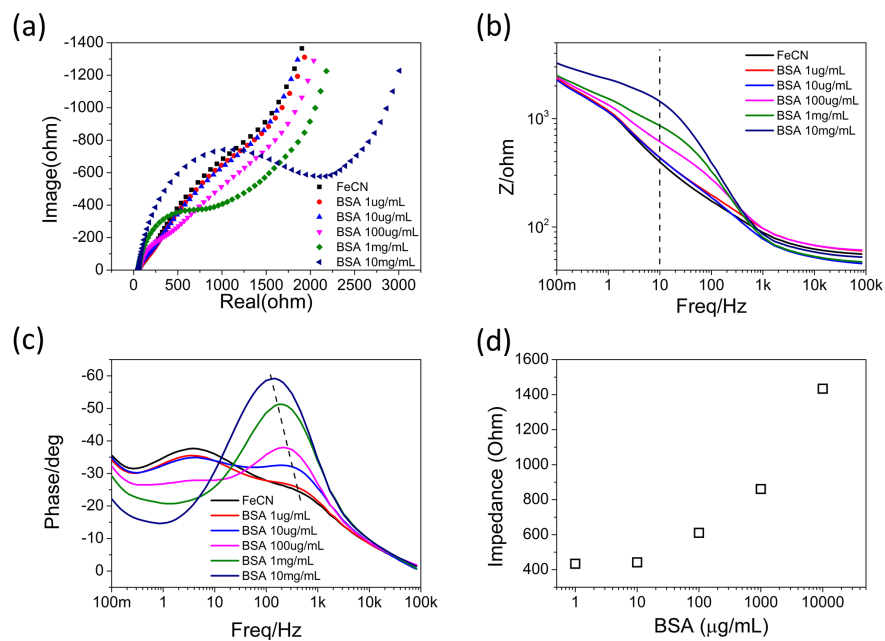 (a)
-1400
-1200
-1000
-800
-600
-400
-200
0
Image(ohm)
0 500 1000 1500 2000 2500 3000
Real(ohm)
FeCN
BSA 1ug/mL
BSA 10ug/mL
BSA 100ug/mL
BSA 1mg/mL
BSA 10mg/mL
(b)
10³
10²
Z/ohm
100m 1 10 100 1k 10k 100k
Freq/Hz
FeCN
BSA 1ug/mL
BSA 10ug/mL
BSA 100ug/mL
BSA 1mg/mL
BSA 10mg/mL
(c)
-60
-50
-40
-30
-20
-10
0
Phase/deg
100m 1 10 100 1k 10k 100k
Freq/Hz
FeCN
BSA 1ug/mL
BSA 10ug/mL
BSA 100ug/mL
BSA 1mg/mL
BSA 10mg/mL
(d)
1600
1400
1200
1000
800
600
400
Impedance (Ohm)
1 10 100 1000 10000
BSA (μg/mL)